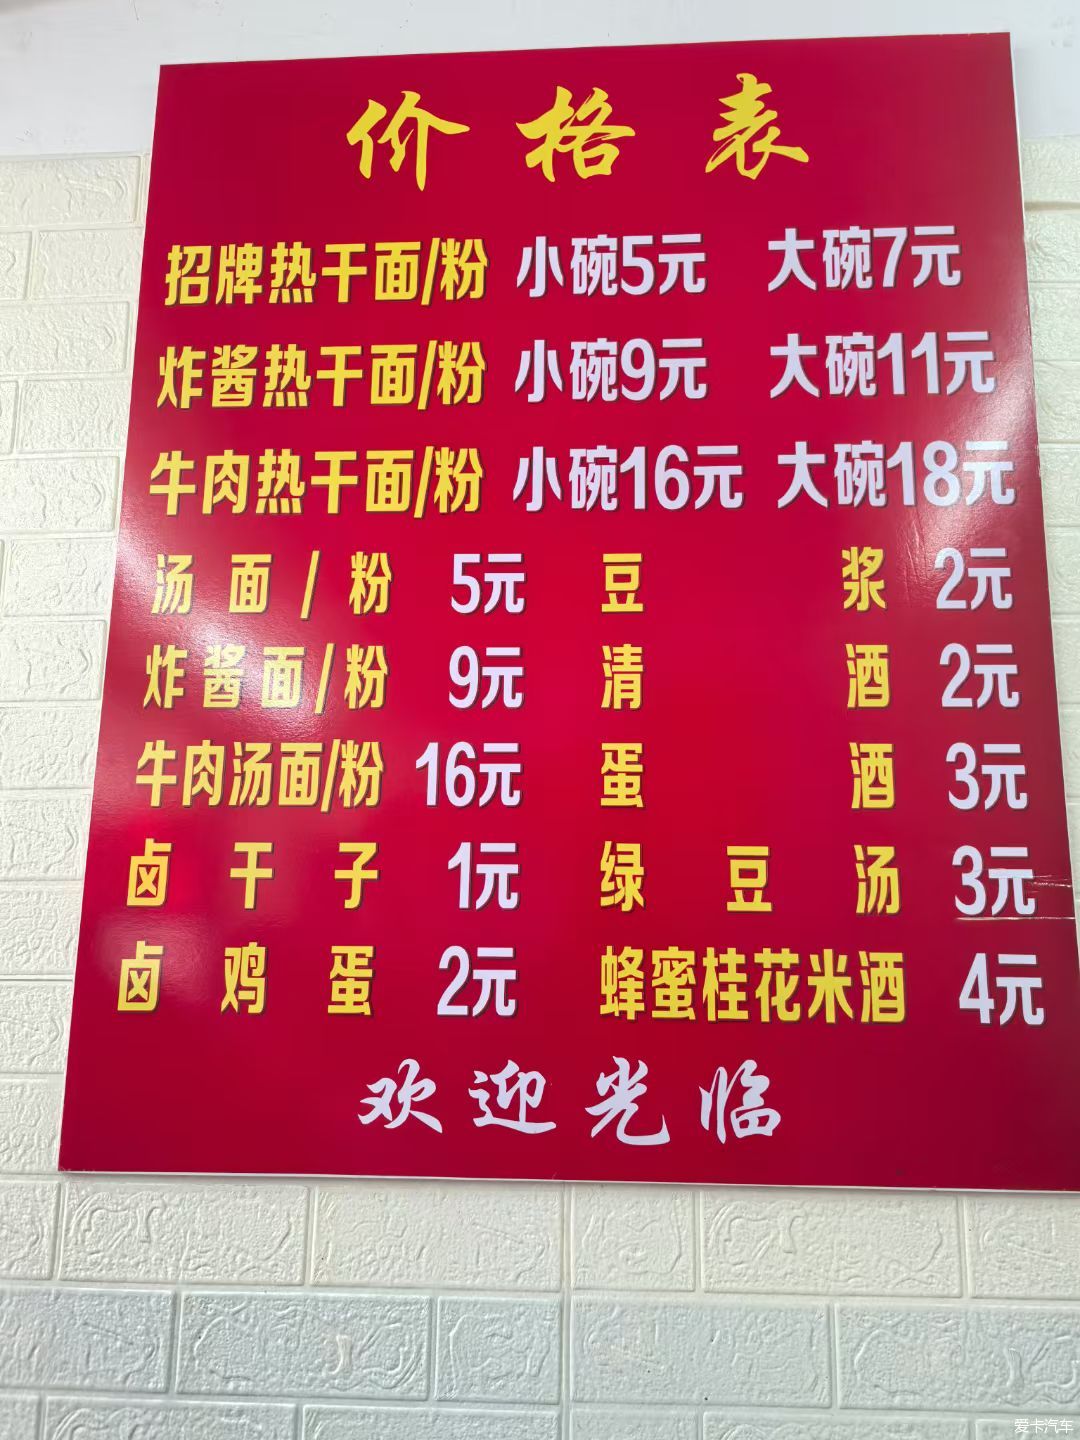 价格表
招牌热干面/粉 小碗5元 大碗7元
炸酱热干面/粉 小碗9元 大碗11元
牛肉热干面/粉 小碗16元 大碗18元
汤面/粉 5元 豆浆 2元
炸酱面/粉 9元 清酒 2元
牛肉汤面/粉 16元 蛋酒 3元
卤干子 1元 绿豆汤 3元
卤鸡蛋 2元 蜂蜜桂花米酒 4元
欢迎光临
爱卡汽车